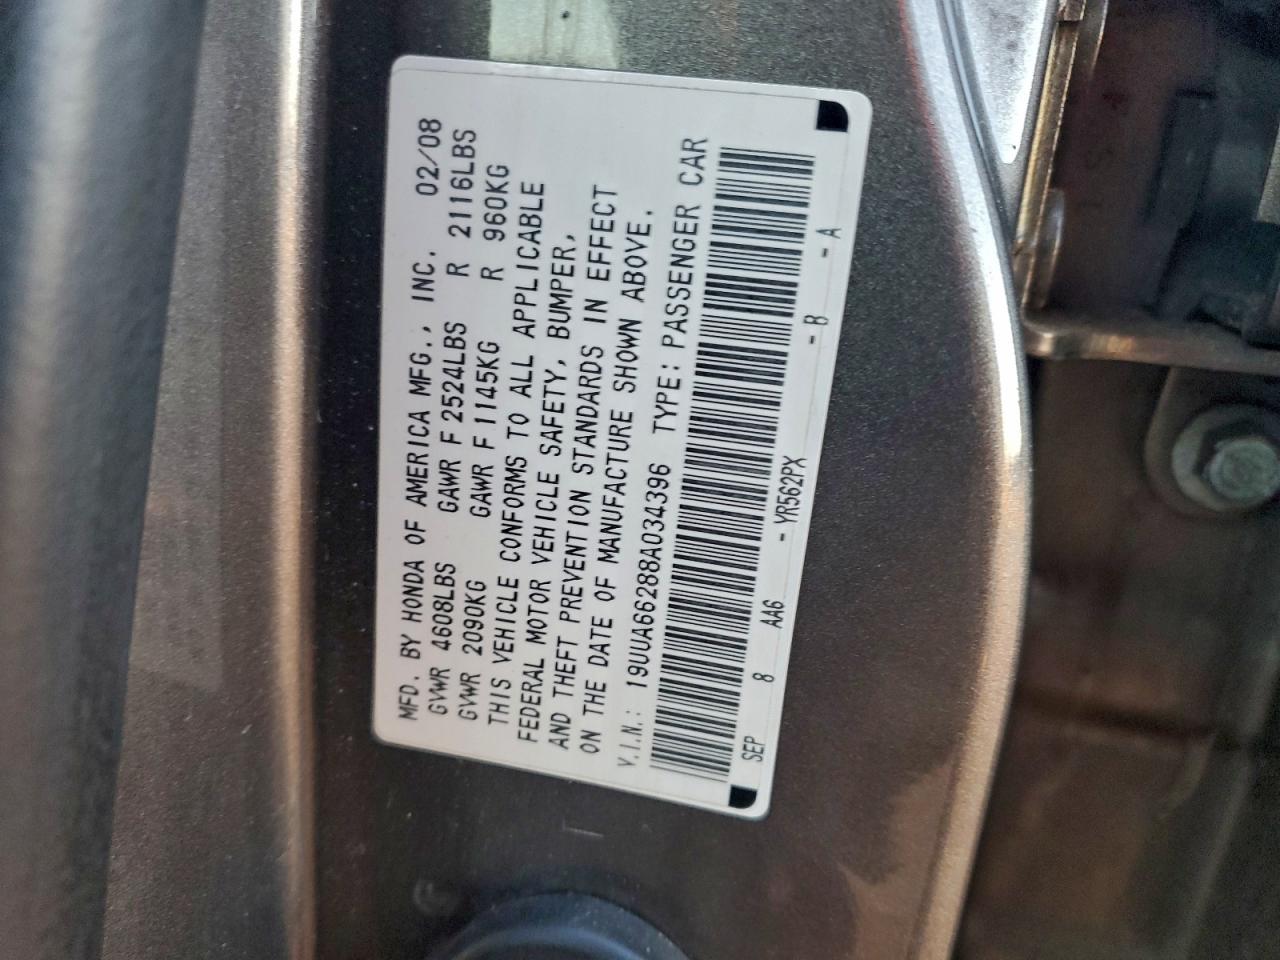 MFD. BY HONDA OF AMERICA MFG., INC. 02/08
GVWR 4608LBS GAWR F 2524LBS R 2116LBS
GVWR 2090KG GAWR F 1145KG R 960KG
THIS VEHICLE CONFORMS TO ALL APPLICABLE
FEDERAL MOTOR VEHICLE SAFETY, BUMPER,
AND THEFT PREVENTION STANDARDS IN EFFECT
ON THE DATE OF MANUFACTURE SHOWN ABOVE.
V.I.N.: 19UUA66288A034396 TYPE: PASSENGER CAR
SEP 8 AA6 - YR562PX - B - A